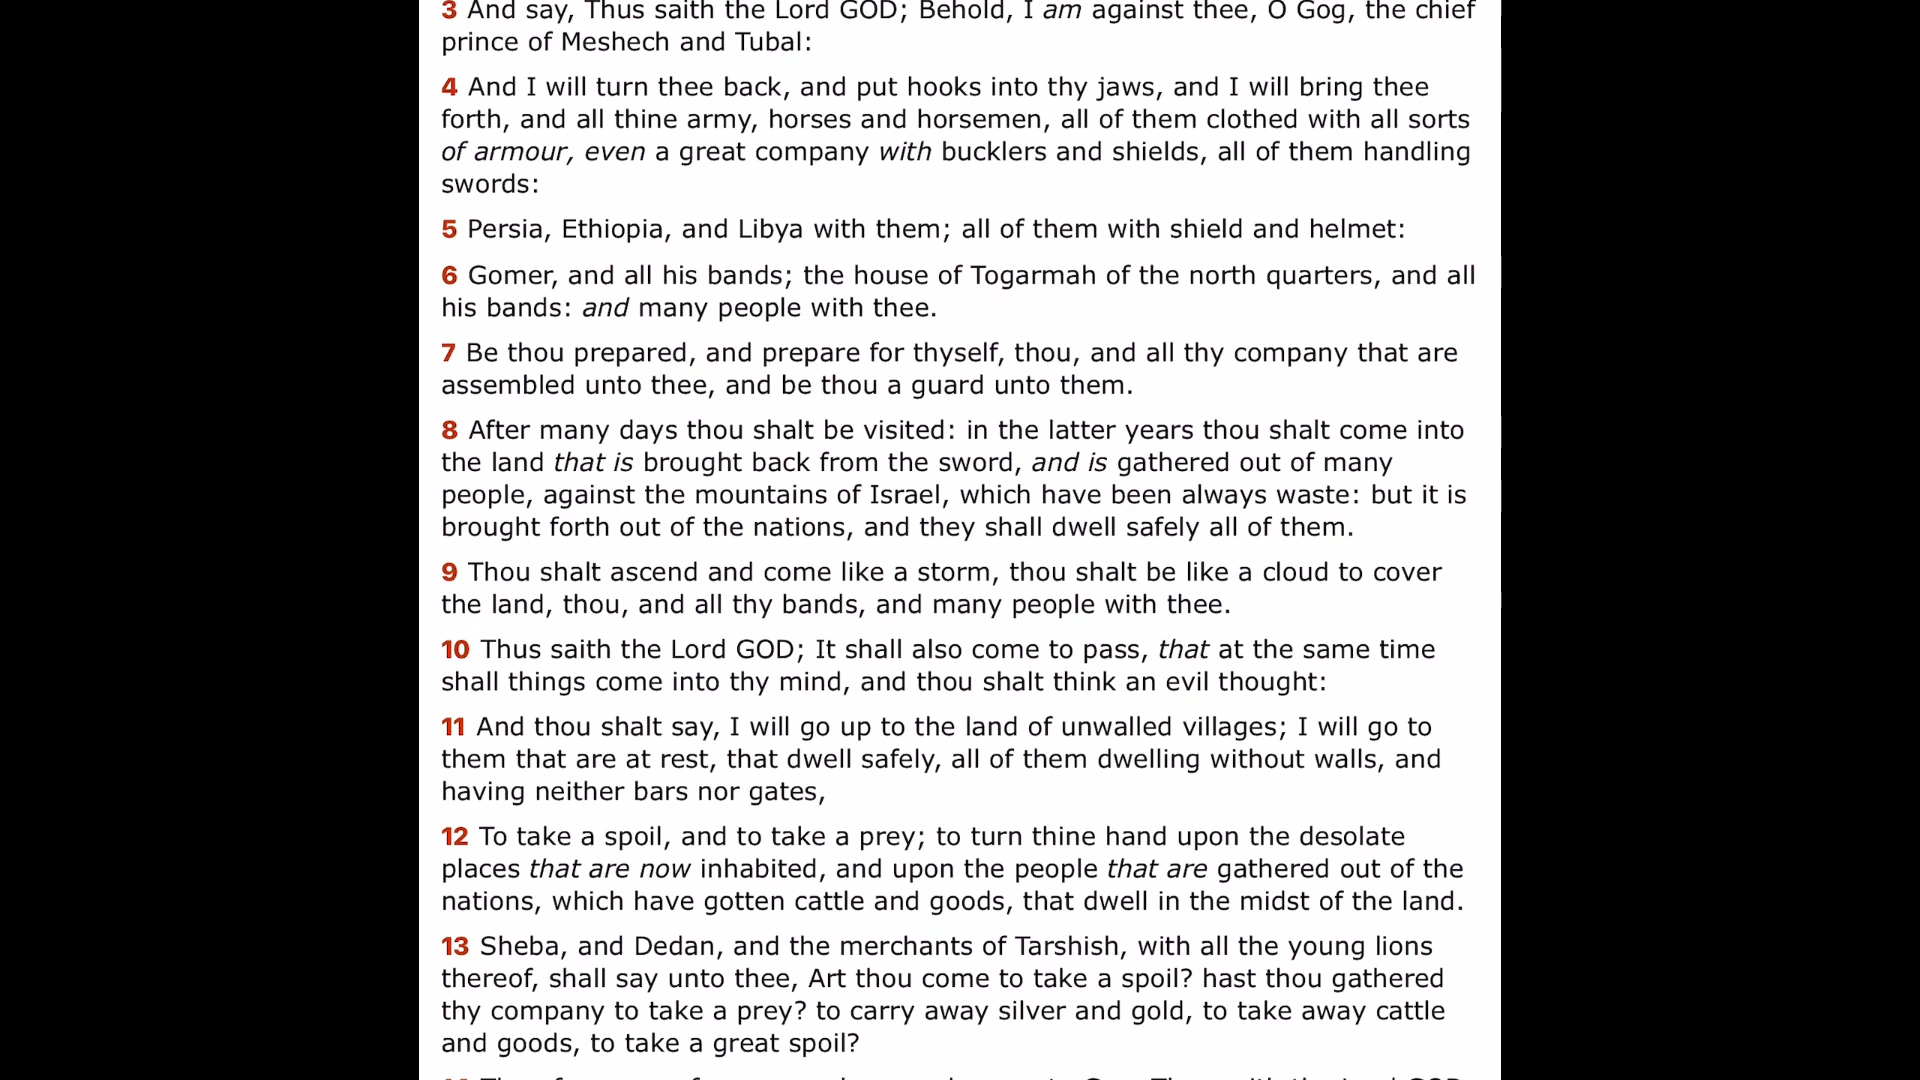 3 And say, Thus saith the Lord GOD; Behold, I am against thee, O Gog, the chief
prince of Meshech and Tubal:
4 And I will turn thee back, and put hooks into thy jaws, and I will bring thee
forth, and all thine army, horses and horsemen, all of them clothed with all sorts
of armour, even a great company with bucklers and shields, all of them handling
swords:
5 Persia, Ethiopia, and Libya with them; all of them with shield and helmet:
6 Gomer, and all his bands; the house of Togarmah of the north quarters, and all
his bands: and many people with thee.
7 Be thou prepared, and prepare for thyself, thou, and all thy company that are
assembled unto thee, and be thou a guard unto them.
8 After many days thou shalt be visited: in the latter years thou shalt come into
the land that is brought back from the sword, and is gathered out of many
people, against the mountains of Israel, which have been always waste: but it is
brought forth out of the nations, and they shall dwell safely all of them.
9 Thou shalt ascend and come like a storm, thou shalt be like a cloud to cover
the land, thou, and all thy bands, and many people with thee.
10 Thus saith the Lord GOD; It shall also come to pass, that at the same time
shall things come into thy mind, and thou shalt think an evil thought:
11 And thou shalt say, I will go up to the land of unwalled villages; I will go to
them that are at rest, that dwell safely, all of them dwelling without walls, and
having neither bars nor gates,
12 To take a spoil, and to take a prey; to turn thine hand upon the desolate
places that are now inhabited, and upon the people that are gathered out of the
nations, which have gotten cattle and goods, that dwell in the midst of the land.
13 Sheba, and Dedan, and the merchants of Tarshish, with all the young lions
thereof, shall say unto thee, Art thou come to take a spoil? hast thou gathered
thy company to take a prey? to carry away silver and gold, to take away cattle
and goods, to take a great spoil?